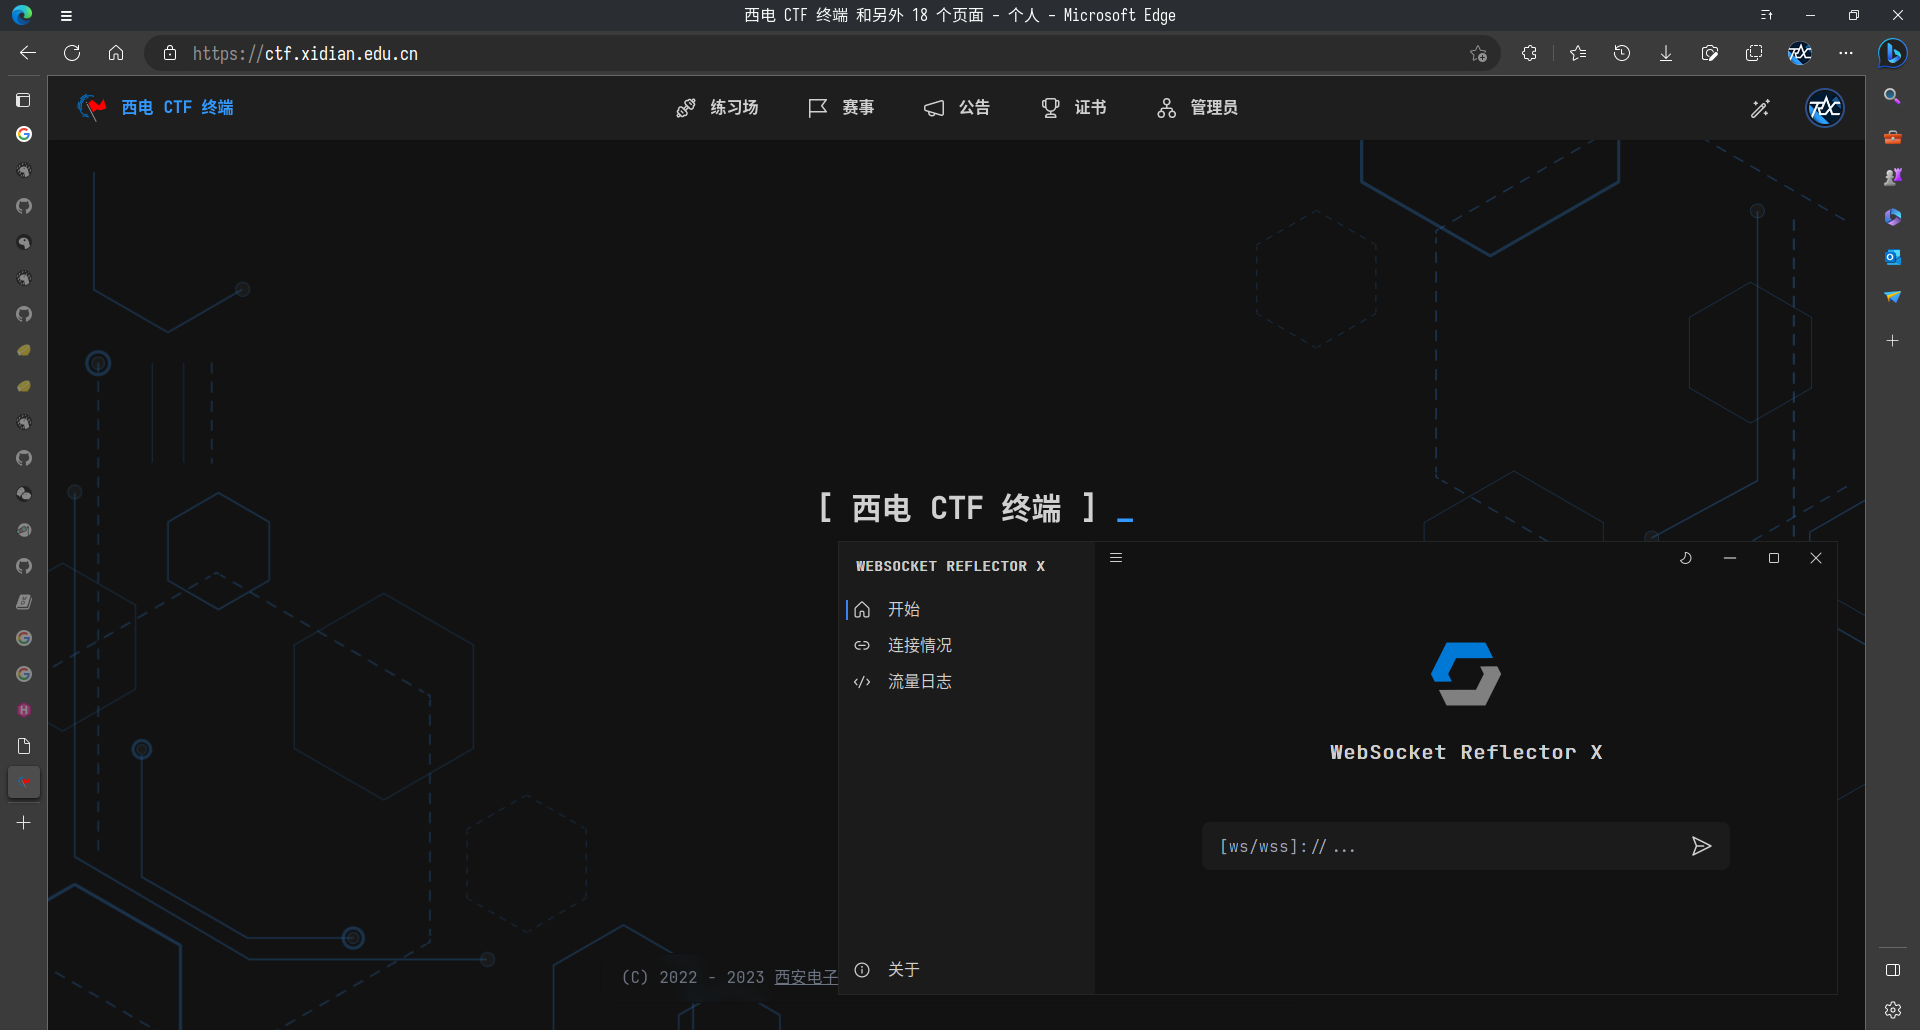 西电 CTF 终端 和另外 18 个页面 - 个人 - Microsoft Edge
https://ctf.xidian.edu.cn
西电 CTF 终端
练习场
赛事
公告
证书
管理员
[ 西电 CTF 终端 ] _
WEBSOCKET REFLECTOR X
开始
连接情况
流量日志
WebSocket Reflector X
[ws/wss]://...
关于
(C) 2022 - 2023 西安电子